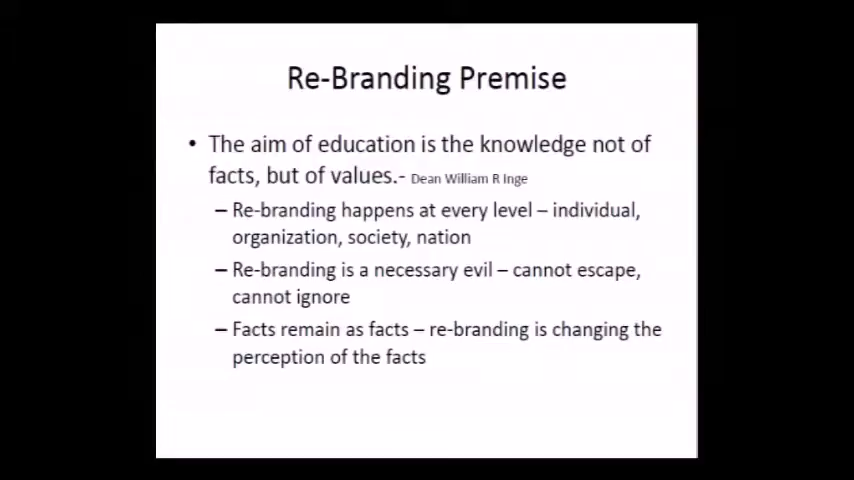 Re-Branding Premise
• The aim of education is the knowledge not of
facts, but of values.- Dean William R Inge
– Re-branding happens at every level – individual,
organization, society, nation
– Re-branding is a necessary evil – cannot escape,
cannot ignore
– Facts remain as facts – re-branding is changing the
perception of the facts